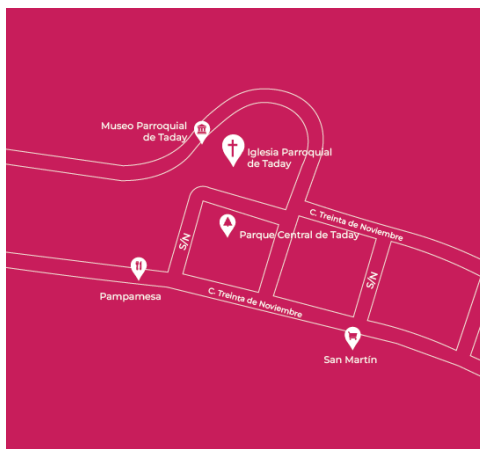 Museo Parroquial
de Taday
Iglesia Parroquial
de Taday
C. Treinta de Noviembre
S/N
Parque Central de Taday
S/N
Pampamesa
C. Treinta de Noviembre
San Martín